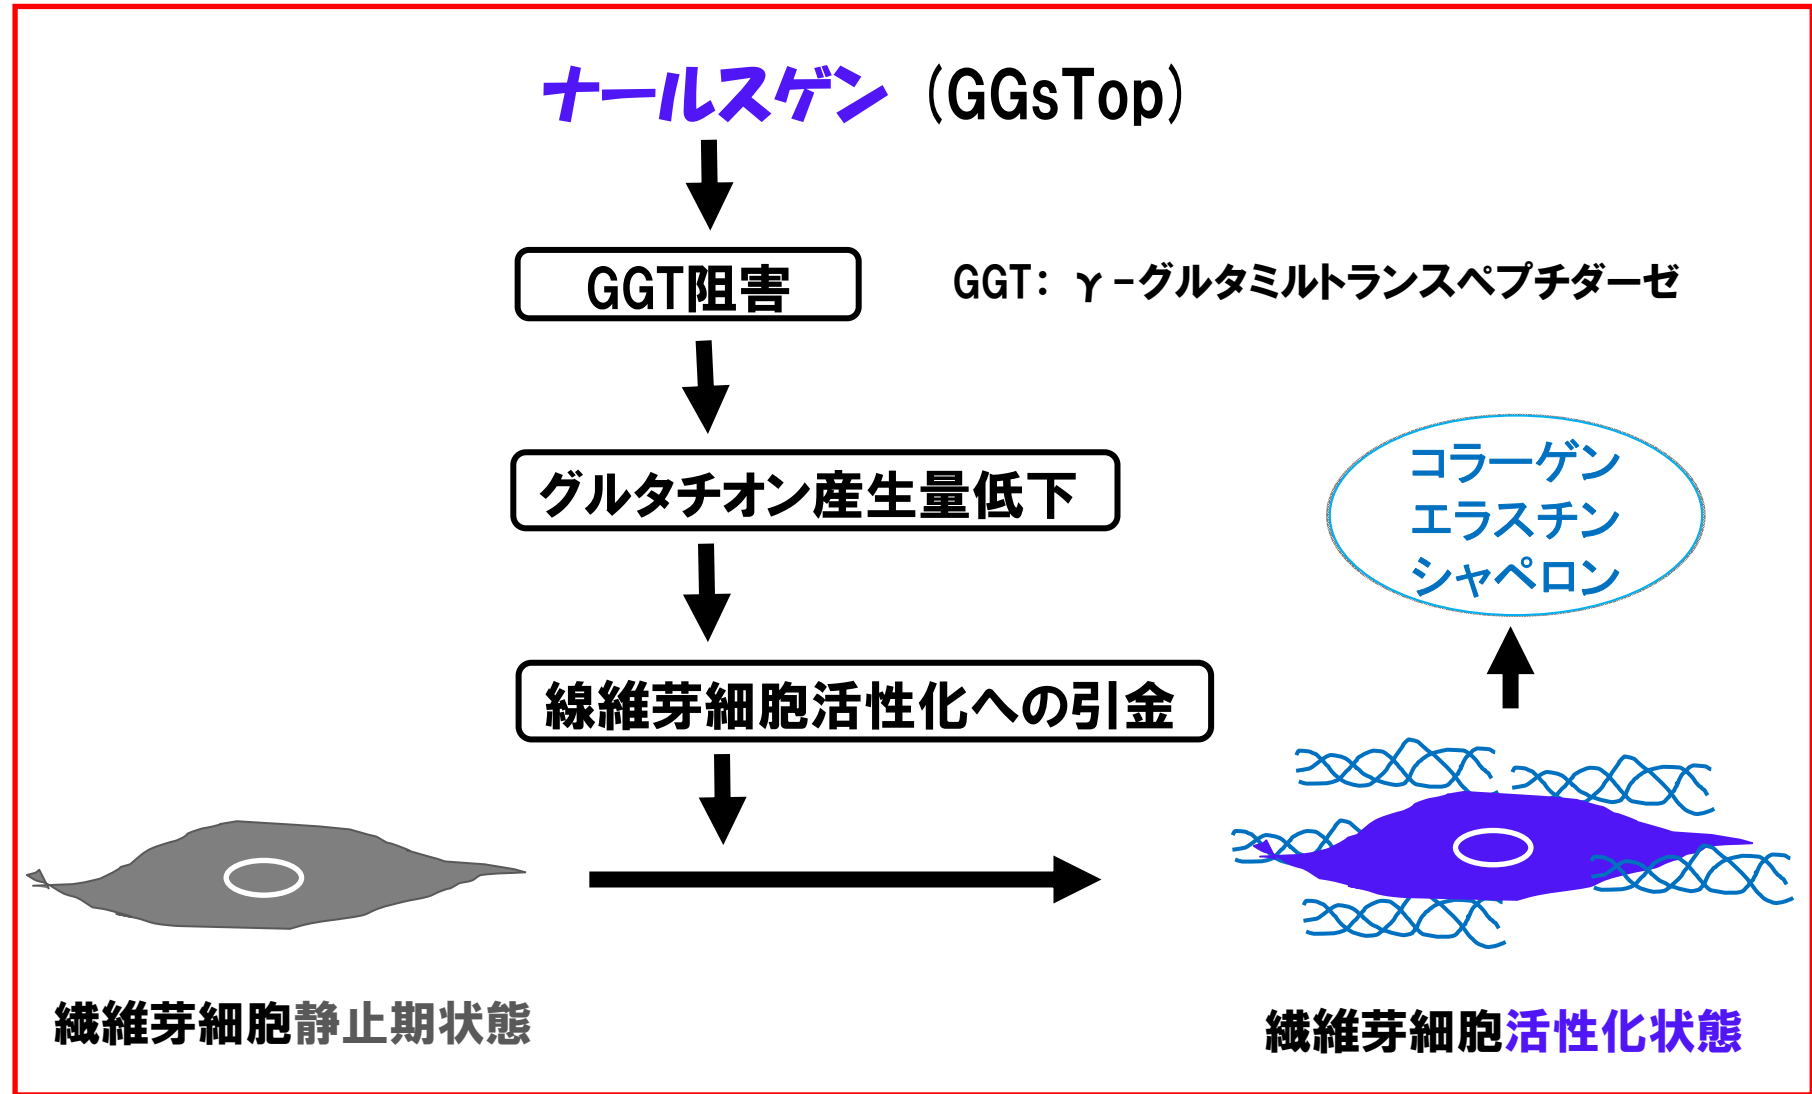 ナールスゲン（GGsTop）
GGT阻害
GGT：γ-グルタミルトランスペプチダーゼ
グルタチオン産生量低下
コラーゲン
エラスチン
シャペロン
線維芽細胞活性化への引金
繊維芽細胞静止期状態
繊維芽細胞活性化状態